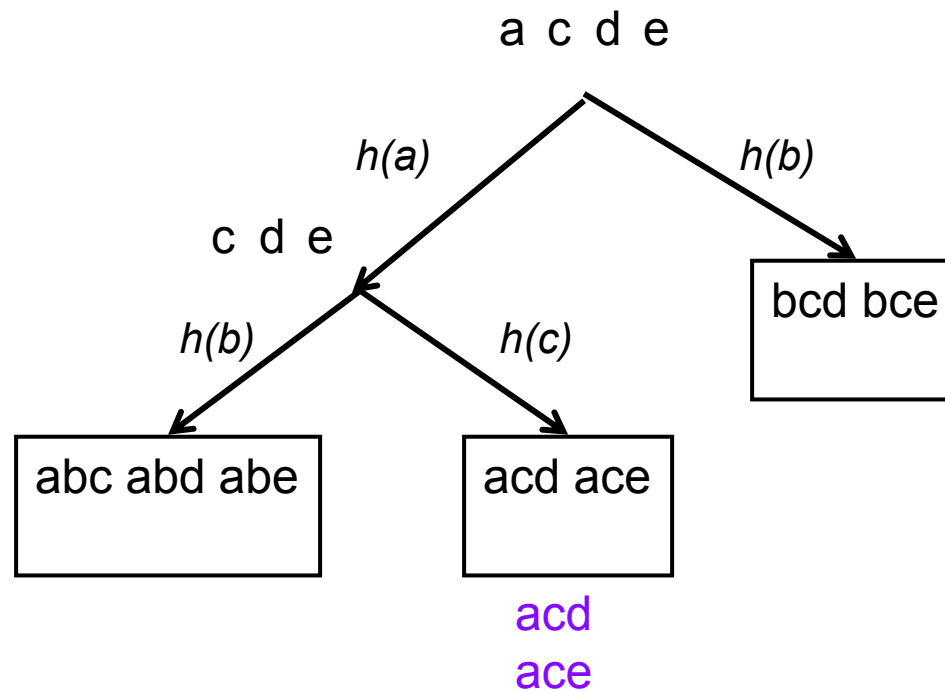 a c d e
h(a)
h(b)
c d e
bcd bce
h(b)
h(c)
abc abd abe
acd ace
acd
ace